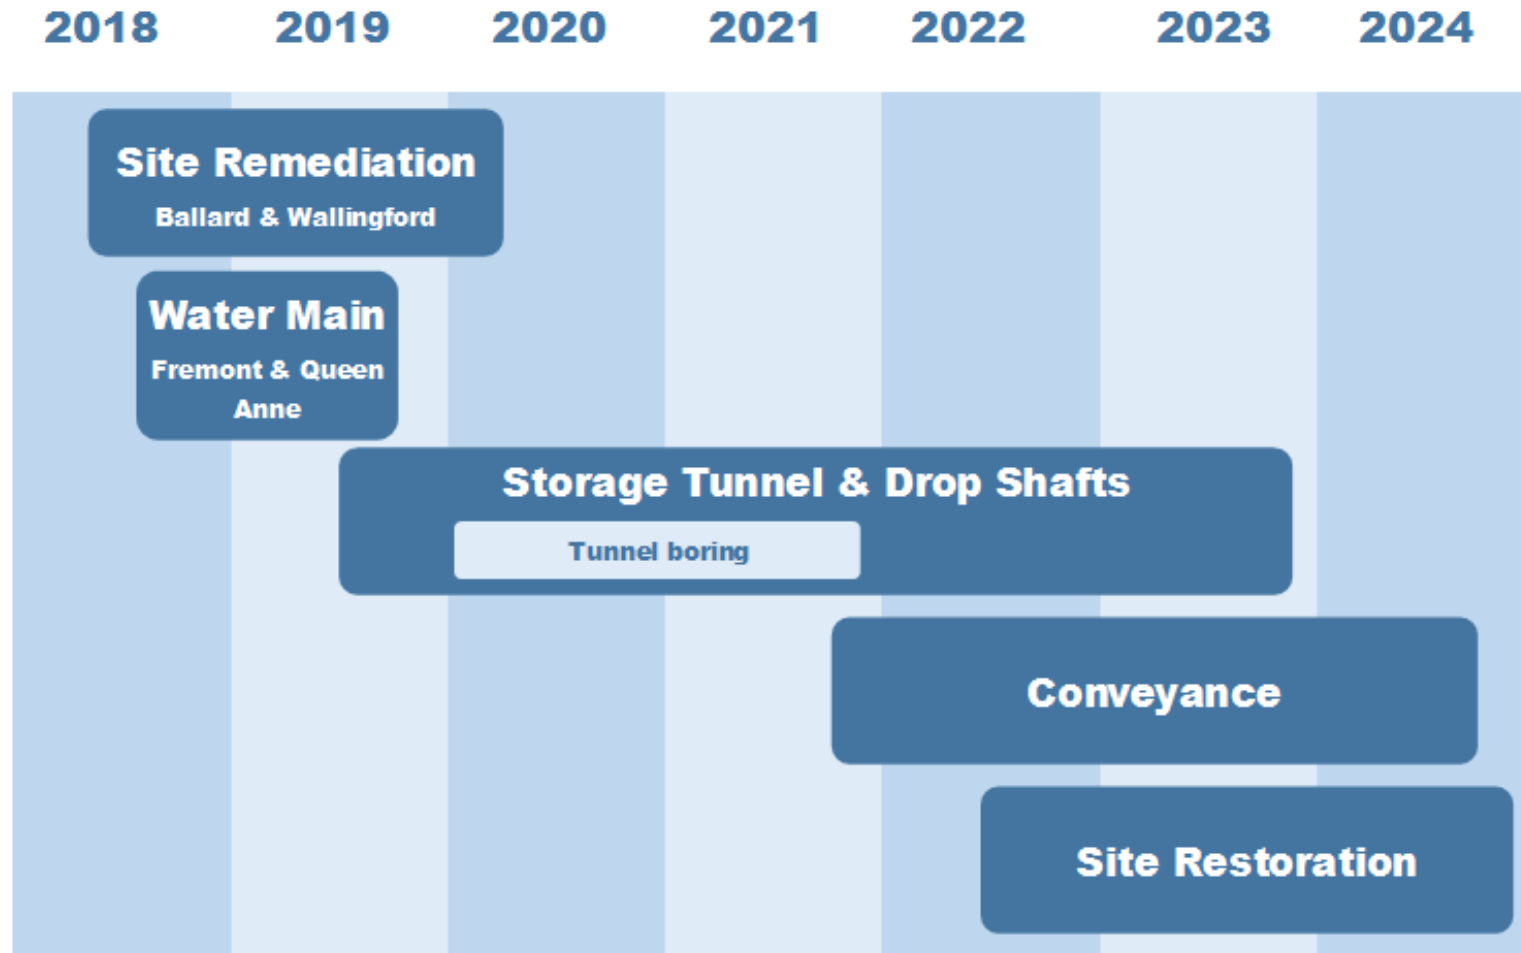 2018 2019 2020 2021 2022 2023 2024
Site Remediation
Ballard & Wallingford
Water Main
Fremont & Queen
Anne
Storage Tunnel & Drop Shafts
Tunnel boring
Conveyance
Site Restoration